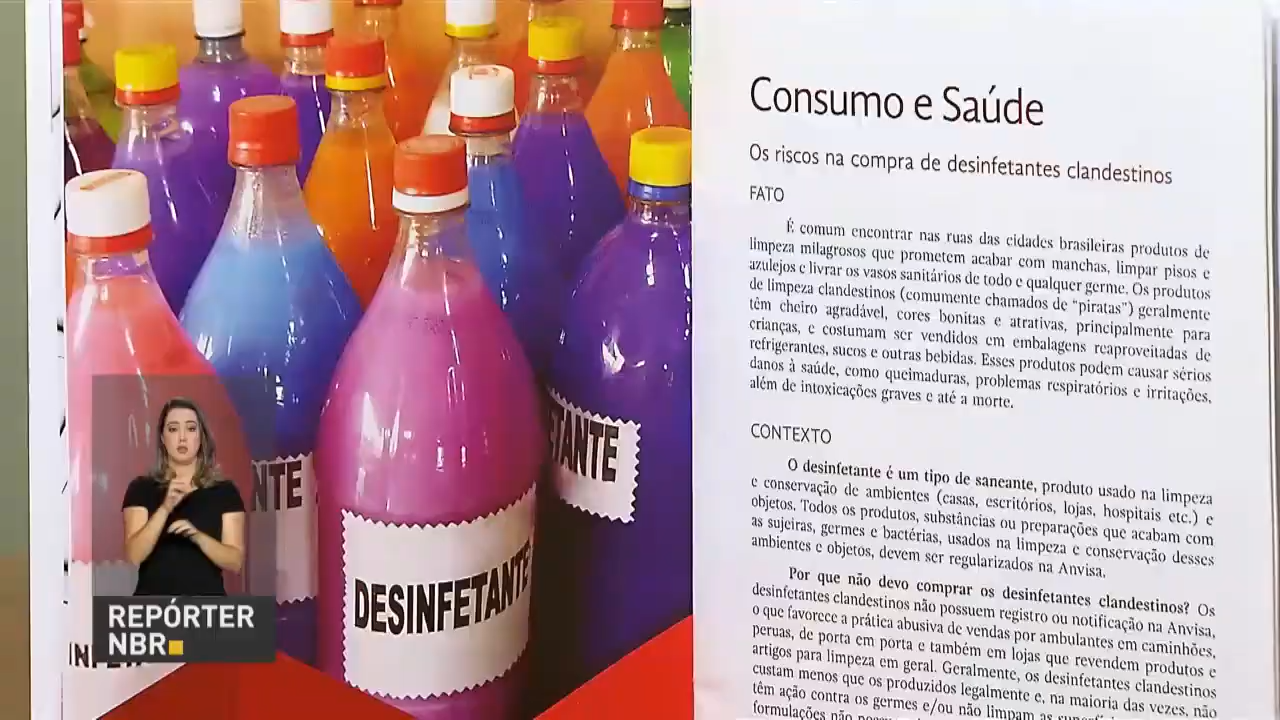 Consumo e Saúde
Os riscos na compra de desinfetantes clandestinos
FATO
É comum encontrar nas ruas das cidades brasileiras produtos de
limpeza milagrosos que prometem acabar com manchas, limpar pisos e
azulejos e livrar os vasos sanitários de todo e qualquer germe. Os produtos
de limpeza clandestinos (comumente chamados de "piratas") geralmente
têm cheiro agradável, cores bonitas e atrativas, principalmente para
crianças, e costumam ser vendidos em embalagens reaproveitadas de
refrigerantes, sucos e outras bebidas. Esses produtos podem causar sérios
danos à saúde, como queimaduras, problemas respiratórios e irritações,
além de intoxicações graves e até a morte.
CONTEXTO
O desinfetante é um tipo de saneante, produto usado na limpeza
e conservação de ambientes (casas, escritórios, lojas, hospitais etc.) e
objetos. Todos os produtos, substâncias ou preparações que acabam com
as sujeiras, germes e bactérias, usados na limpeza e conservação desses
ambientes e objetos, devem ser regularizados na Anvisa.
Por que não devo comprar os desinfetantes clandestinos? Os
desinfetantes clandestinos não possuem registro ou notificação na Anvisa,
o que favorece a prática abusiva de vendas por ambulantes em caminhões,
peruas, de porta em porta e também em lojas que revendem produtos e
artigos para limpeza em geral. Geralmente, os desinfetantes clandestinos
custam menos que os produzidos legalmente e, na maioria das vezes, não
têm ação contra os germes e/ou não limpam as
formulações não
ETANTE
NTE
DESINFETANTE
REPÓRTER
NBR